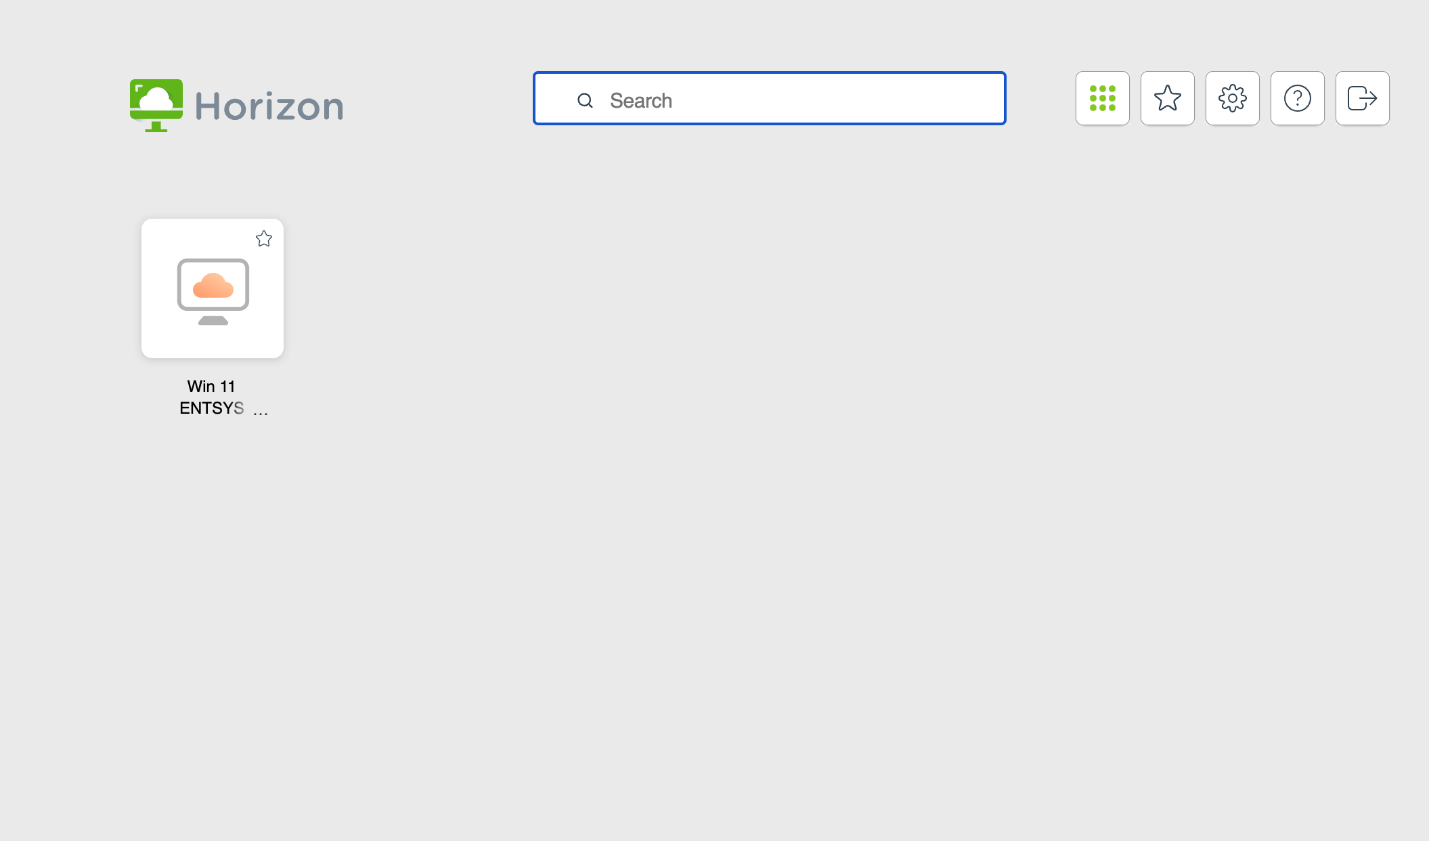 Horizon
Search
Win 11
ENTSYS ...